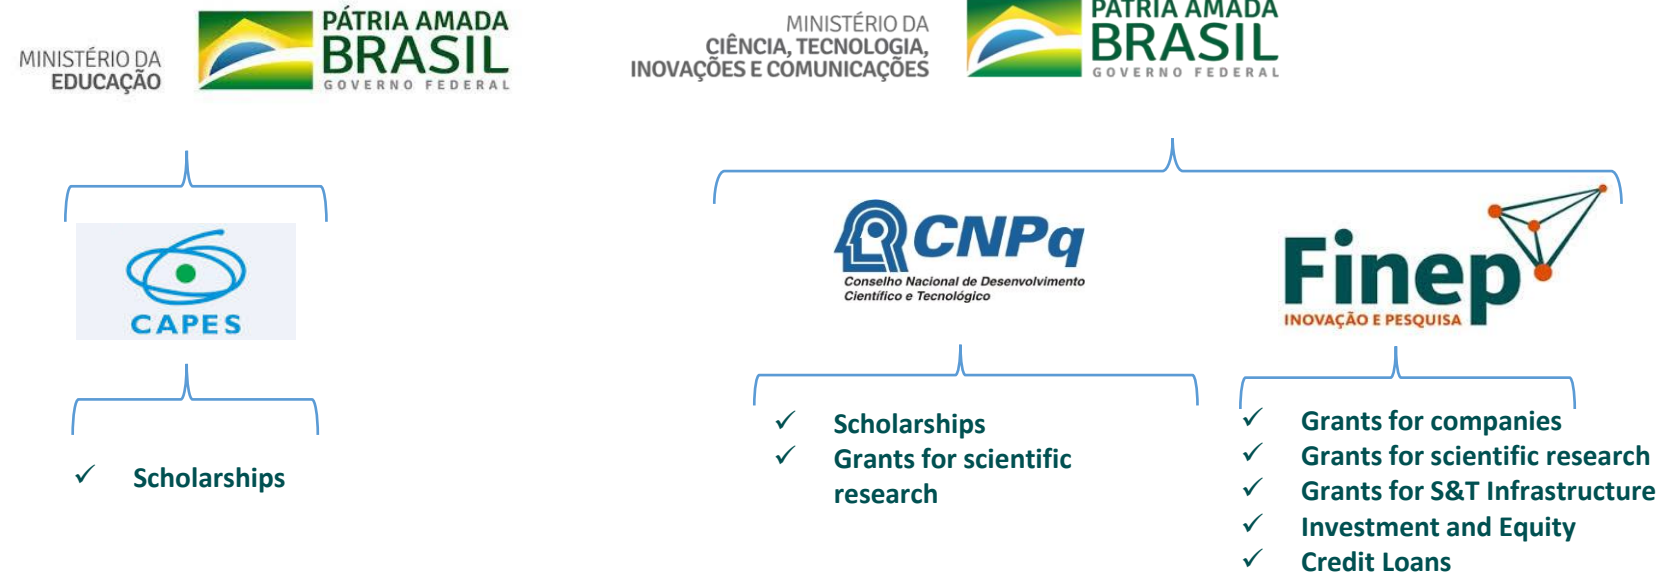 MINISTÉRIO DA
EDUCAÇÃO
PÁTRIA AMADA
BRASIL
GOVERNO FEDERAL
MINISTÉRIO DA
CIÊNCIA, TECNOLOGIA,
INOVAÇÕES E COMUNICAÇÕES
PÁTRIA AMADA
BRASIL
GOVERNO FEDERAL
CAPES
CNPq
Conselho Nacional de Desenvolvimento
Científico e Tecnológico
Finep
INOVAÇÃO E PESQUISA
✓ Scholarships
✓ Scholarships
✓ Grants for scientific
research
✓ Grants for companies
✓ Grants for scientific research
✓ Grants for S&T Infrastructure
✓ Investment and Equity
✓ Credit Loans